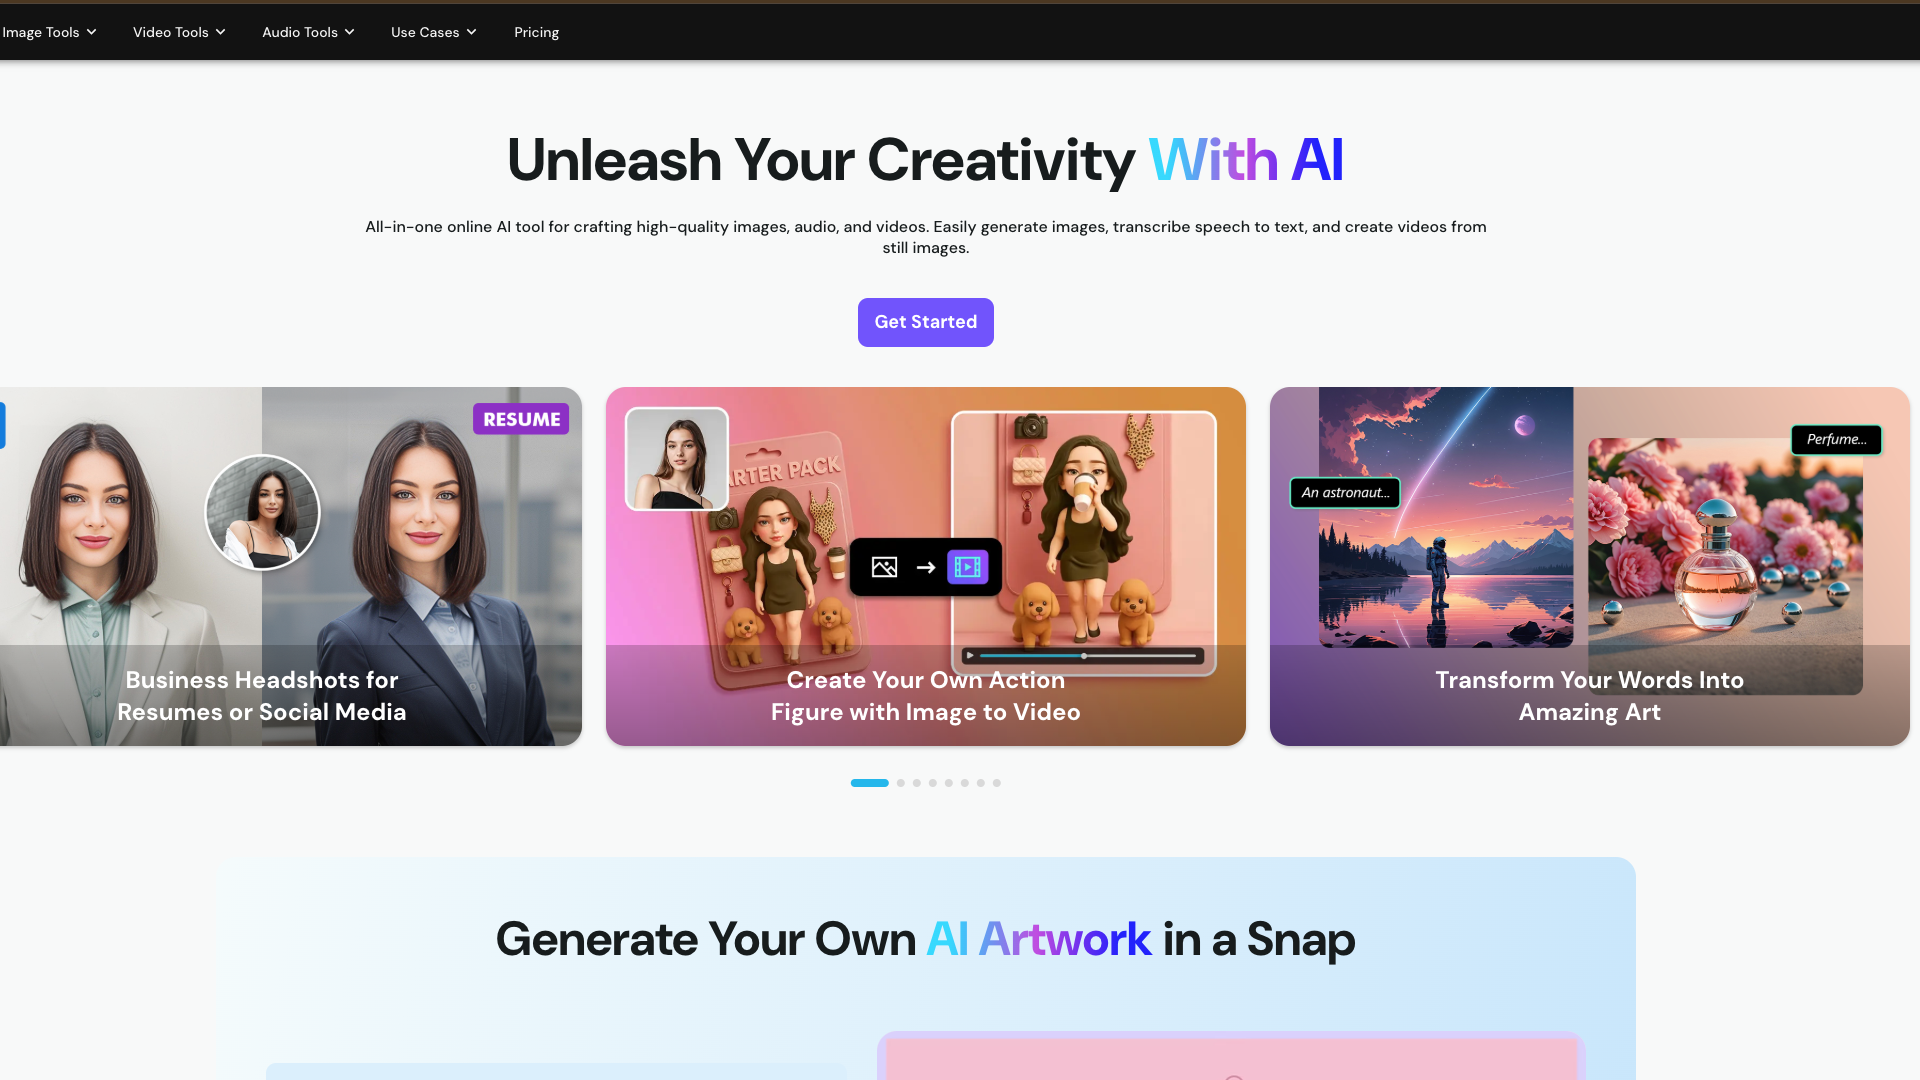 Image Tools
Video Tools
Audio Tools
Use Cases
Pricing
Unleash Your Creativity With AI
All-in-one online AI tool for crafting high-quality images, audio, and videos. Easily generate images, transcribe speech to text, and create videos from
still images.
Get Started
RESUME
Business Headshots for
Resumes or Social Media
PACK
Create Your Own Action
Figure with Image to Video
An astronaut...
Perfume...
Transform Your Words Into
Amazing Art
Generate Your Own AI Artwork in a Snap